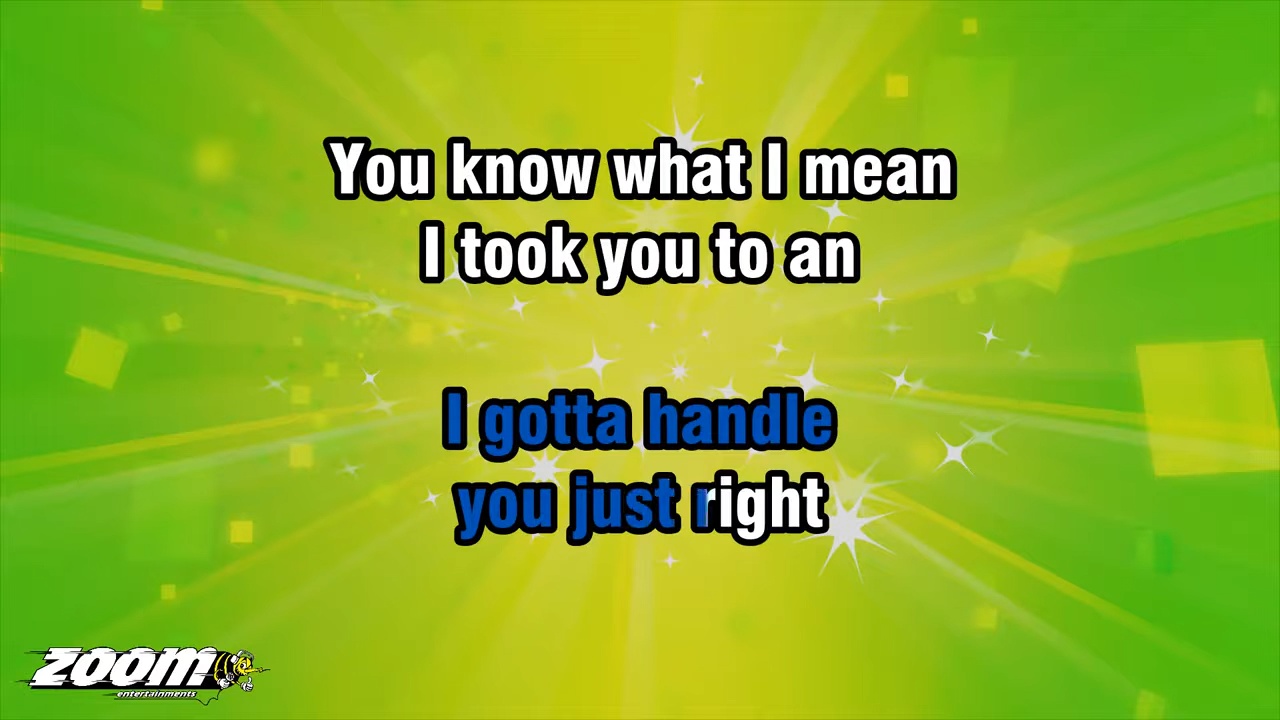 You know what I mean
I took you to an
I gotta handle
you just right
ZOOM
entertainments